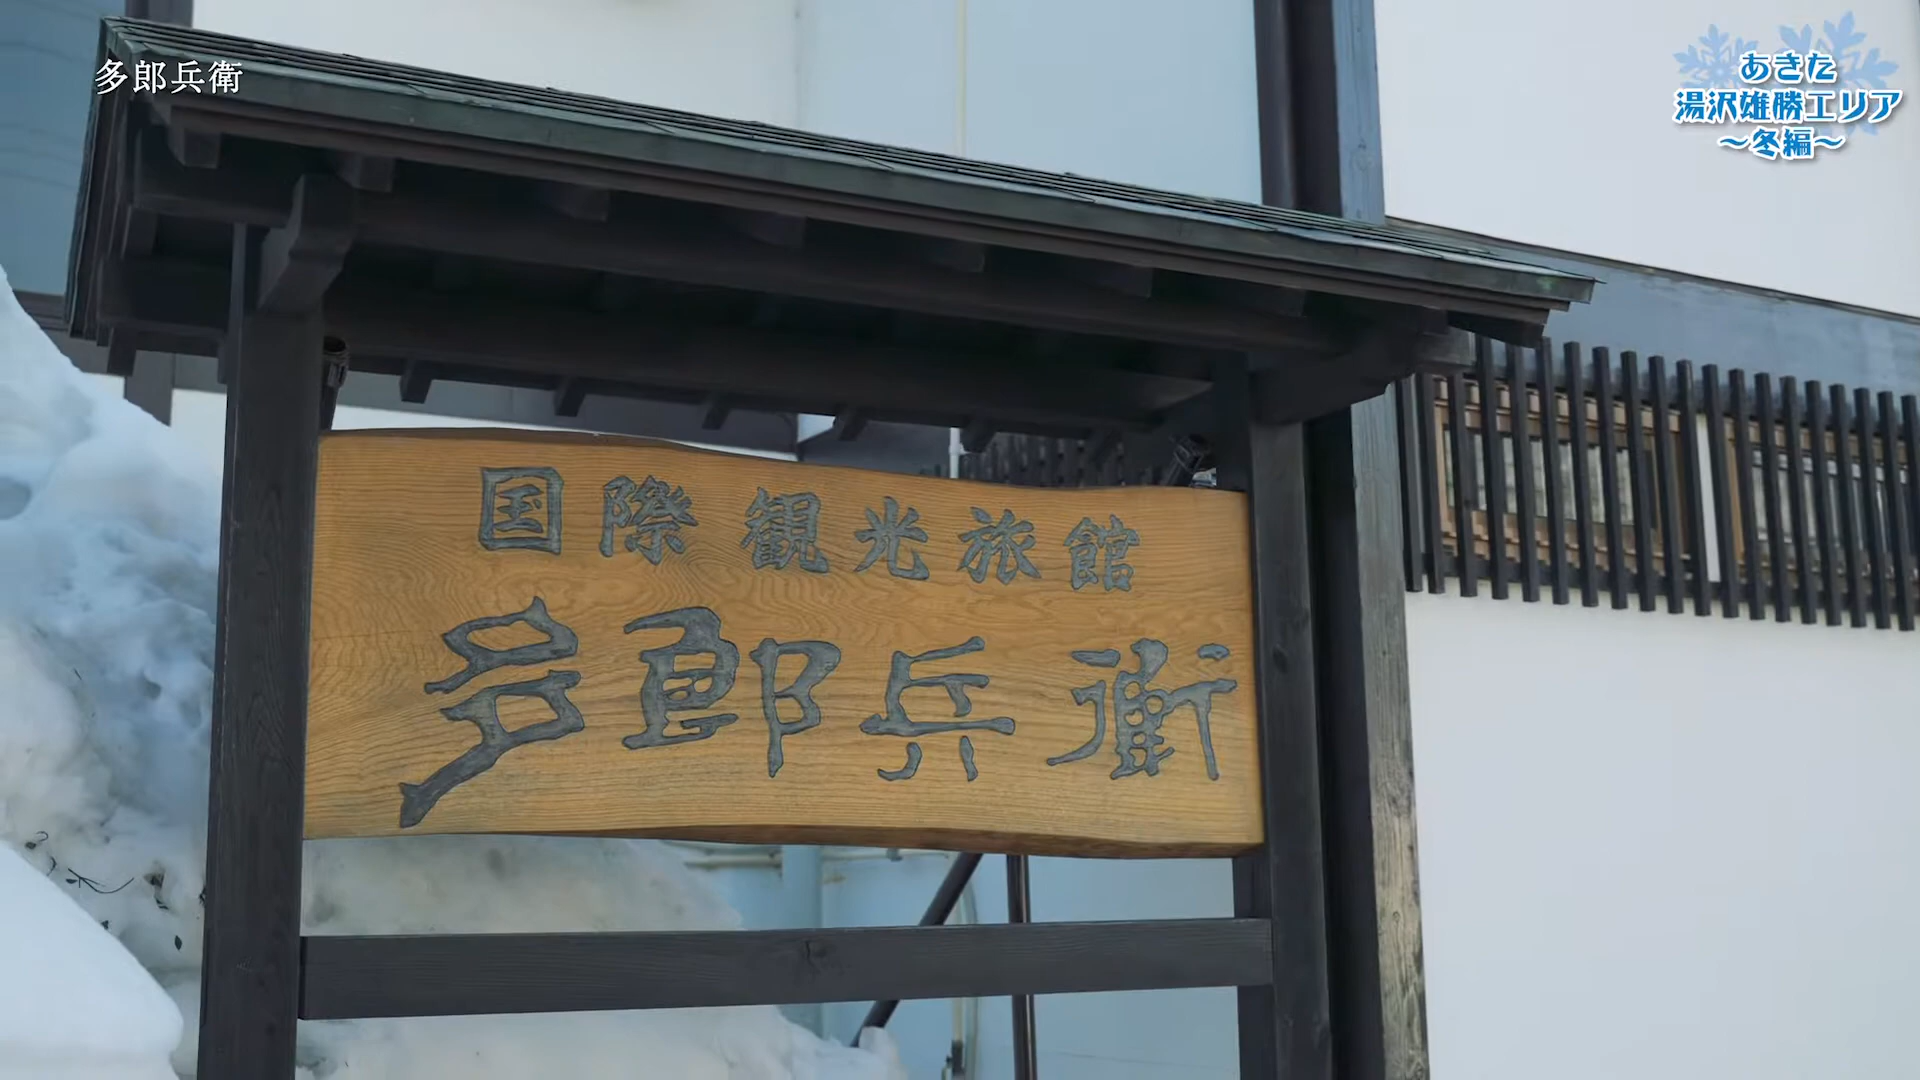 多郎兵衛
あきた
湯沢雄勝エリア
〜冬編〜
国際観光旅館
多郎兵衛